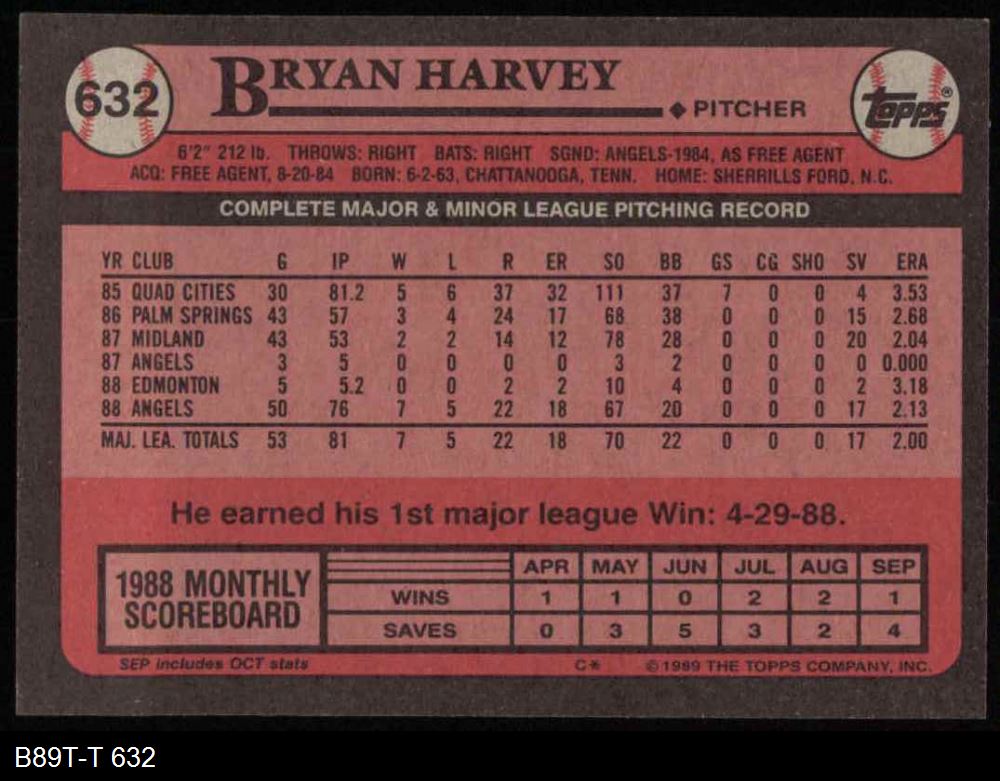 632 BRYAN HARVEY ◆ PITCHER Topps®
6'2" 212 lb. THROWS: RIGHT BATS: RIGHT SGND: ANGELS-1984, AS FREE AGENT
ACQ: FREE AGENT, 8-20-84 BORN: 6-2-63, CHATTANOOGA, TENN. HOME: SHERRILLS FORD, N.C.
COMPLETE MAJOR & MINOR LEAGUE PITCHING RECORD
YR CLUB G IP W L R ER SO BB GS CG SHO SV ERA
85 QUAD CITIES 30 81.2 5 6 37 32 111 37 7 0 0 4 3.53
86 PALM SPRINGS 43 57 3 4 24 17 68 38 0 0 0 15 2.68
87 MIDLAND 43 53 2 2 14 12 78 28 0 0 0 20 2.04
87 ANGELS 3 5 0 0 0 0 3 2 0 0 0 0 0.000
88 EDMONTON 5 5.2 0 0 2 2 10 4 0 0 0 2 3.18
88 ANGELS 50 76 7 5 22 18 67 20 0 0 0 17 2.13
MAJ. LEA. TOTALS 53 81 7 5 22 18 70 22 0 0 0 17 2.00
He earned his 1st major league Win: 4-29-88.
1988 MONTHLY SCOREBOARD
APR MAY JUN JUL AUG SEP
WINS 1 1 0 2 2 1
SAVES 0 3 5 3 2 4
SEP includes OCT stats C* ©1989 THE TOPPS COMPANY, INC.
B89T-T 632